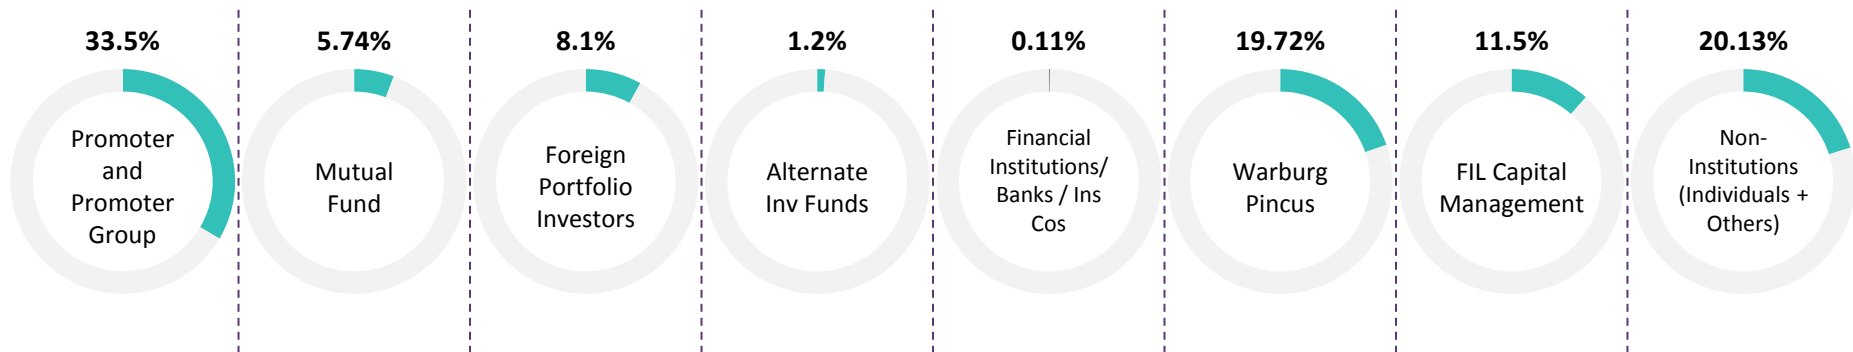 33.5%
Promoter
and
Promoter
Group
5.74%
Mutual
Fund
8.1%
Foreign
Portfolio
Investors
1.2%
Alternate
Inv Funds
0.11%
Financial
Institutions/
Banks / Ins
Cos
19.72%
Warburg
Pincus
11.5%
FIL Capital
Management
20.13%
Non-
Institutions
(Individuals +
Others)